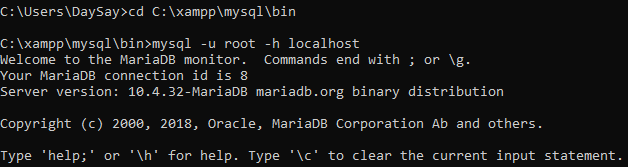 C:\Users\DaySay>cd C:\xampp\mysql\bin
C:\xampp\mysql\bin>mysql -u root -h localhost
Welcome to the MariaDB monitor.  Commands end with ; or \g.
Your MariaDB connection id is 8
Server version: 10.4.32-MariaDB mariadb.org binary distribution
Copyright (c) 2000, 2018, Oracle, MariaDB Corporation Ab and others.
Type 'help;' or '\h' for help. Type '\c' to clear the current input statement.